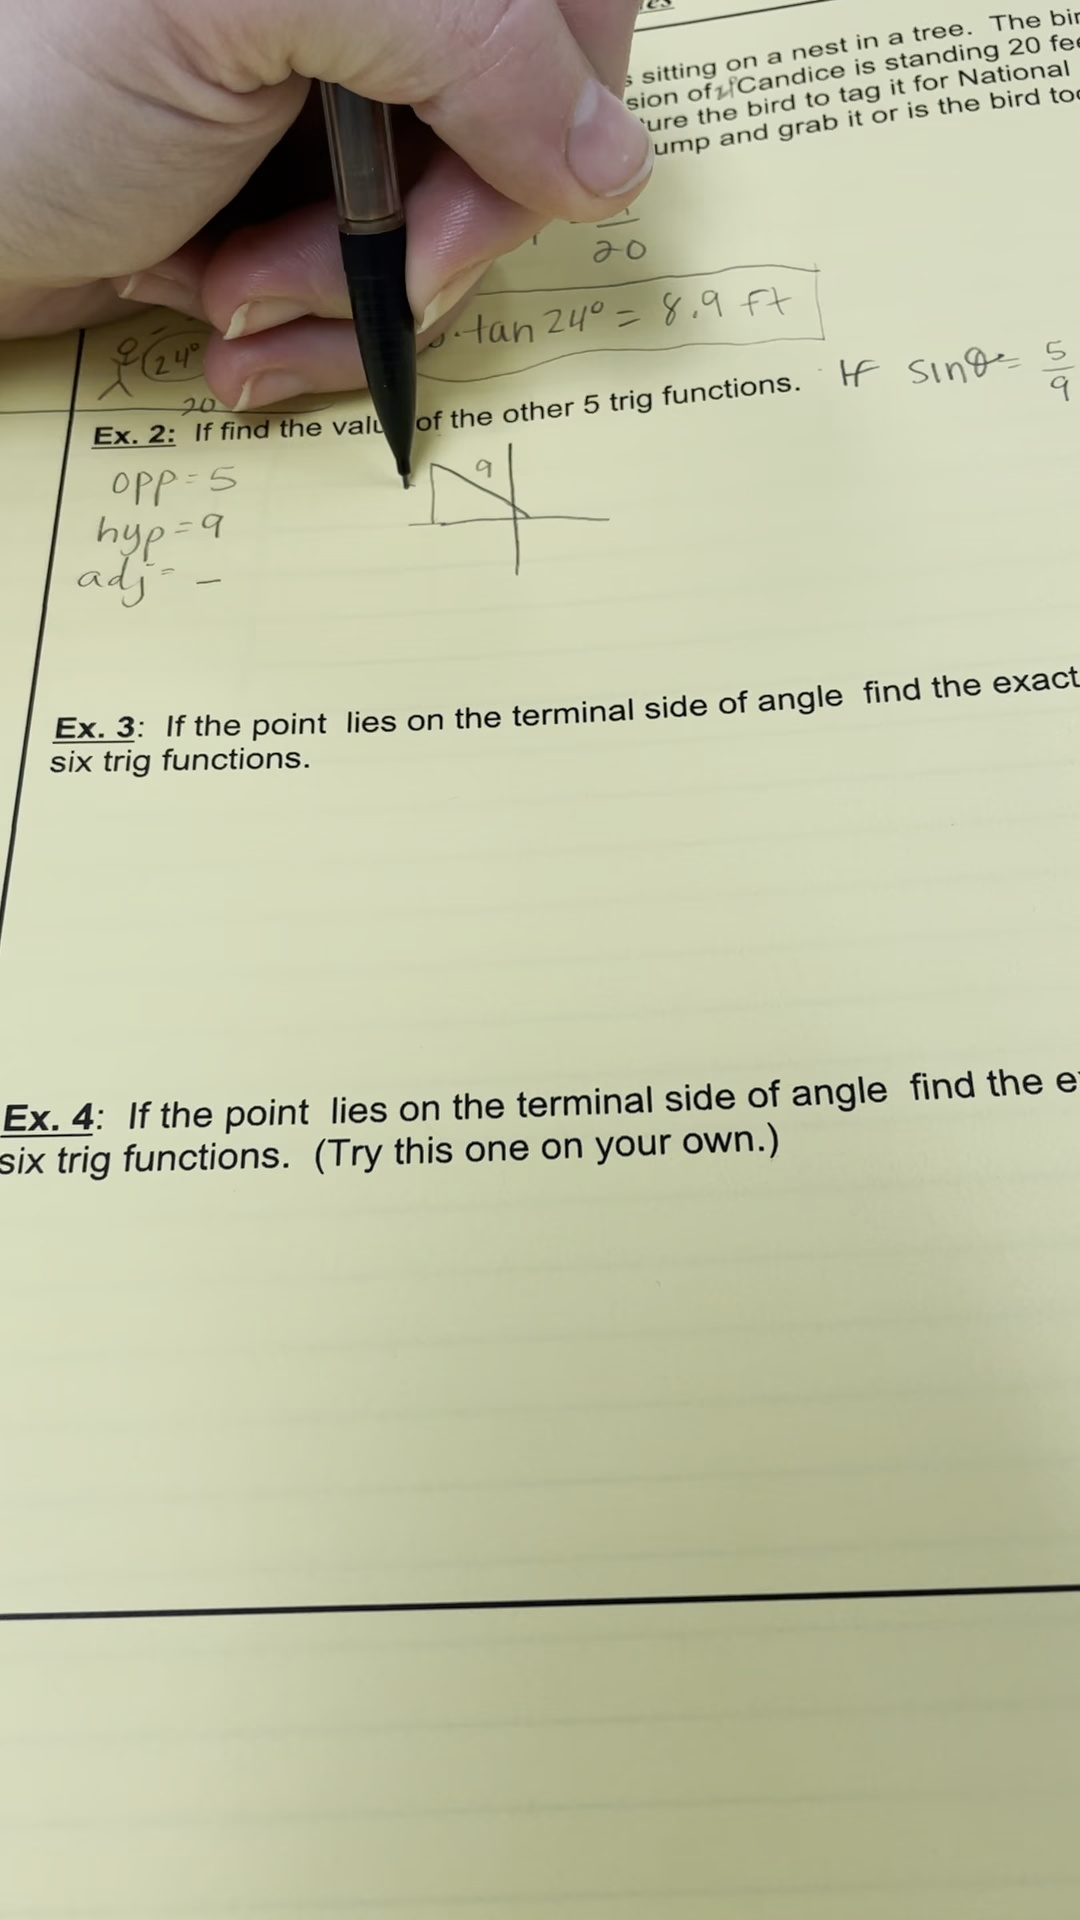 sitting on a nest in a tree. The
sion of Candice is standing 20
ure the bird to tag it for National
ump and grab it or is the bird
20
tan 24° = 8.9 ft
24°
20
Ex. 2: If find the valu of the other 5 trig functions. If sinθ = 5/9
opp = 5
9
hyp = 9
adj = –
Ex. 3: If the point lies on the terminal side of angle find the exact
six trig functions.
Ex. 4: If the point lies on the terminal side of angle find the e
six trig functions. (Try this one on your own.)